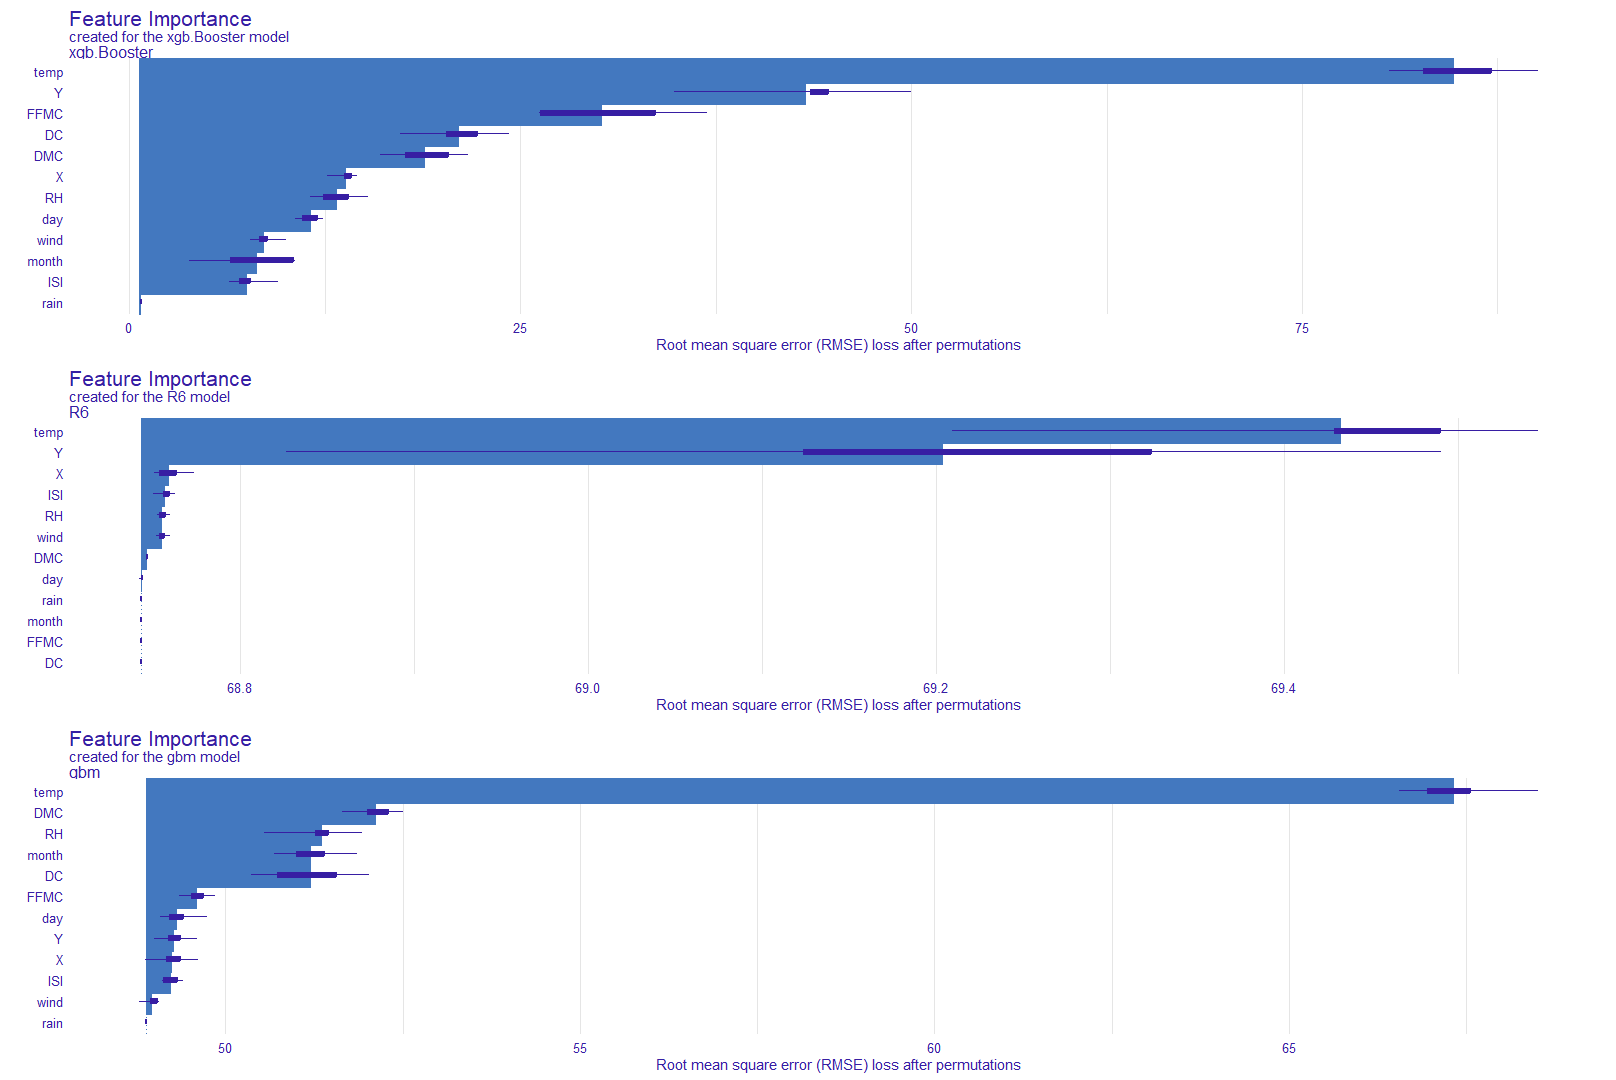 Feature Importance
created for the xgb.Booster model
xgb.Booster
temp
Y
FFMC
DC
DMC
X
RH
day
wind
month
ISI
rain
0 25 50 75
Root mean square error (RMSE) loss after permutations
Feature Importance
created for the R6 model
R6
temp
Y
X
ISI
RH
wind
DMC
day
rain
month
FFMC
DC
68.8 69.0 69.2 69.4
Root mean square error (RMSE) loss after permutations
Feature Importance
created for the gbm model
gbm
temp
DMC
RH
month
DC
FFMC
day
Y
X
ISI
wind
rain
50 55 60 65
Root mean square error (RMSE) loss after permutations